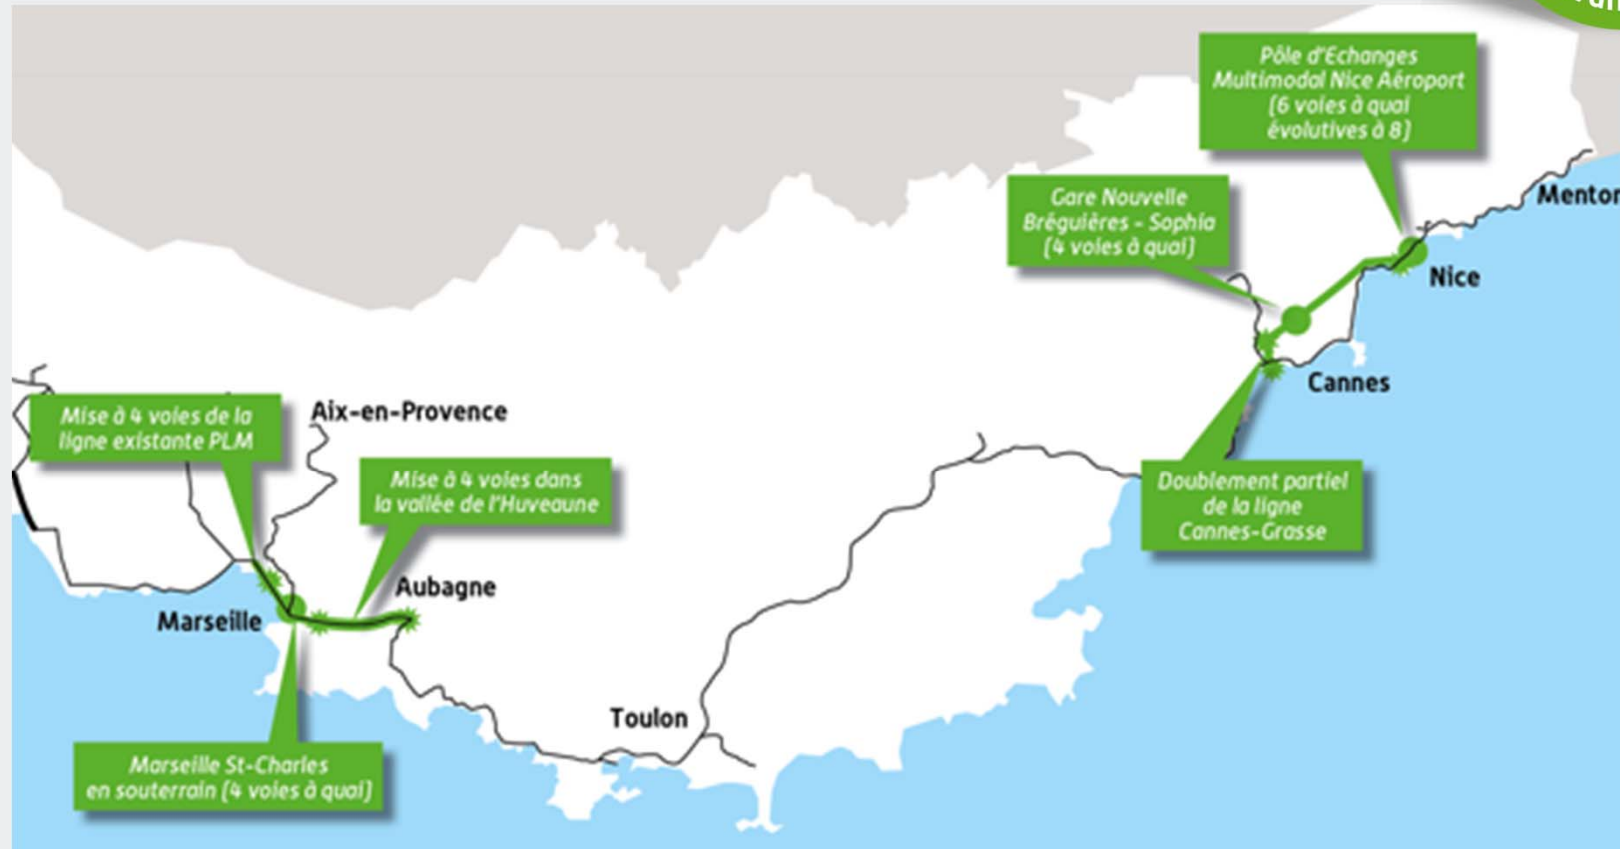 Pôle d'Echanges
Multimodal Nice Aéroport
(6 voies à quai
évolutives à 8)
Gare Nouvelle
Bréguières - Sophia
(4 voies à quai)
Menton
Nice
Cannes
Aix-en-Provence
Mise à 4 voies de la
ligne existante PLM
Mise à 4 voies dans
la vallée de l'Huveaune
Doublement partiel
de la ligne
Cannes-Grasse
Aubagne
Marseille
Toulon
Marseille St-Charles
en souterrain (4 voies à quai)